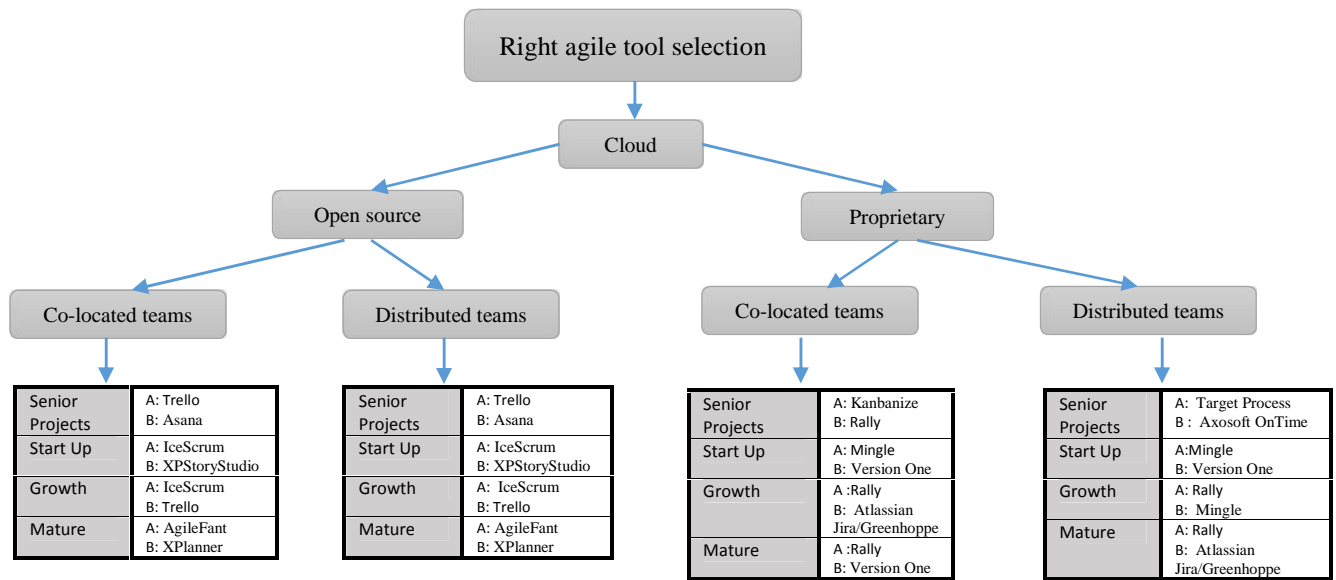 Right agile tool selection
Cloud
Open source
Proprietary
Co-located teams
Distributed teams
Co-located teams
Distributed teams
Senior
Projects
A: Trello
B: Asana
Start Up
A: IceScrum
B: XPStoryStudio
Growth
A: IceScrum
B: Trello
Mature
A: AgileFant
B: XPlanner
Senior
Projects
A: Trello
B: Asana
Start Up
A: IceScrum
B: XPStoryStudio
Growth
A:  IceScrum
B: Trello
Mature
A: AgileFant
B: XPlanner
Senior
Projects
A: Kanbanize
B: Rally
Start Up
A: Mingle
B: Version One
Growth
A :Rally
B:  Atlassian
Jira/Greenhoppe
Mature
A :Rally
B: Version One
Senior
Projects
A:  Target Process
B :  Axosoft OnTime
Start Up
A:Mingle
B: Version One
Growth
A: Rally
B:  Mingle
Mature
A: Rally
B:  Atlassian
Jira/Greenhoppe